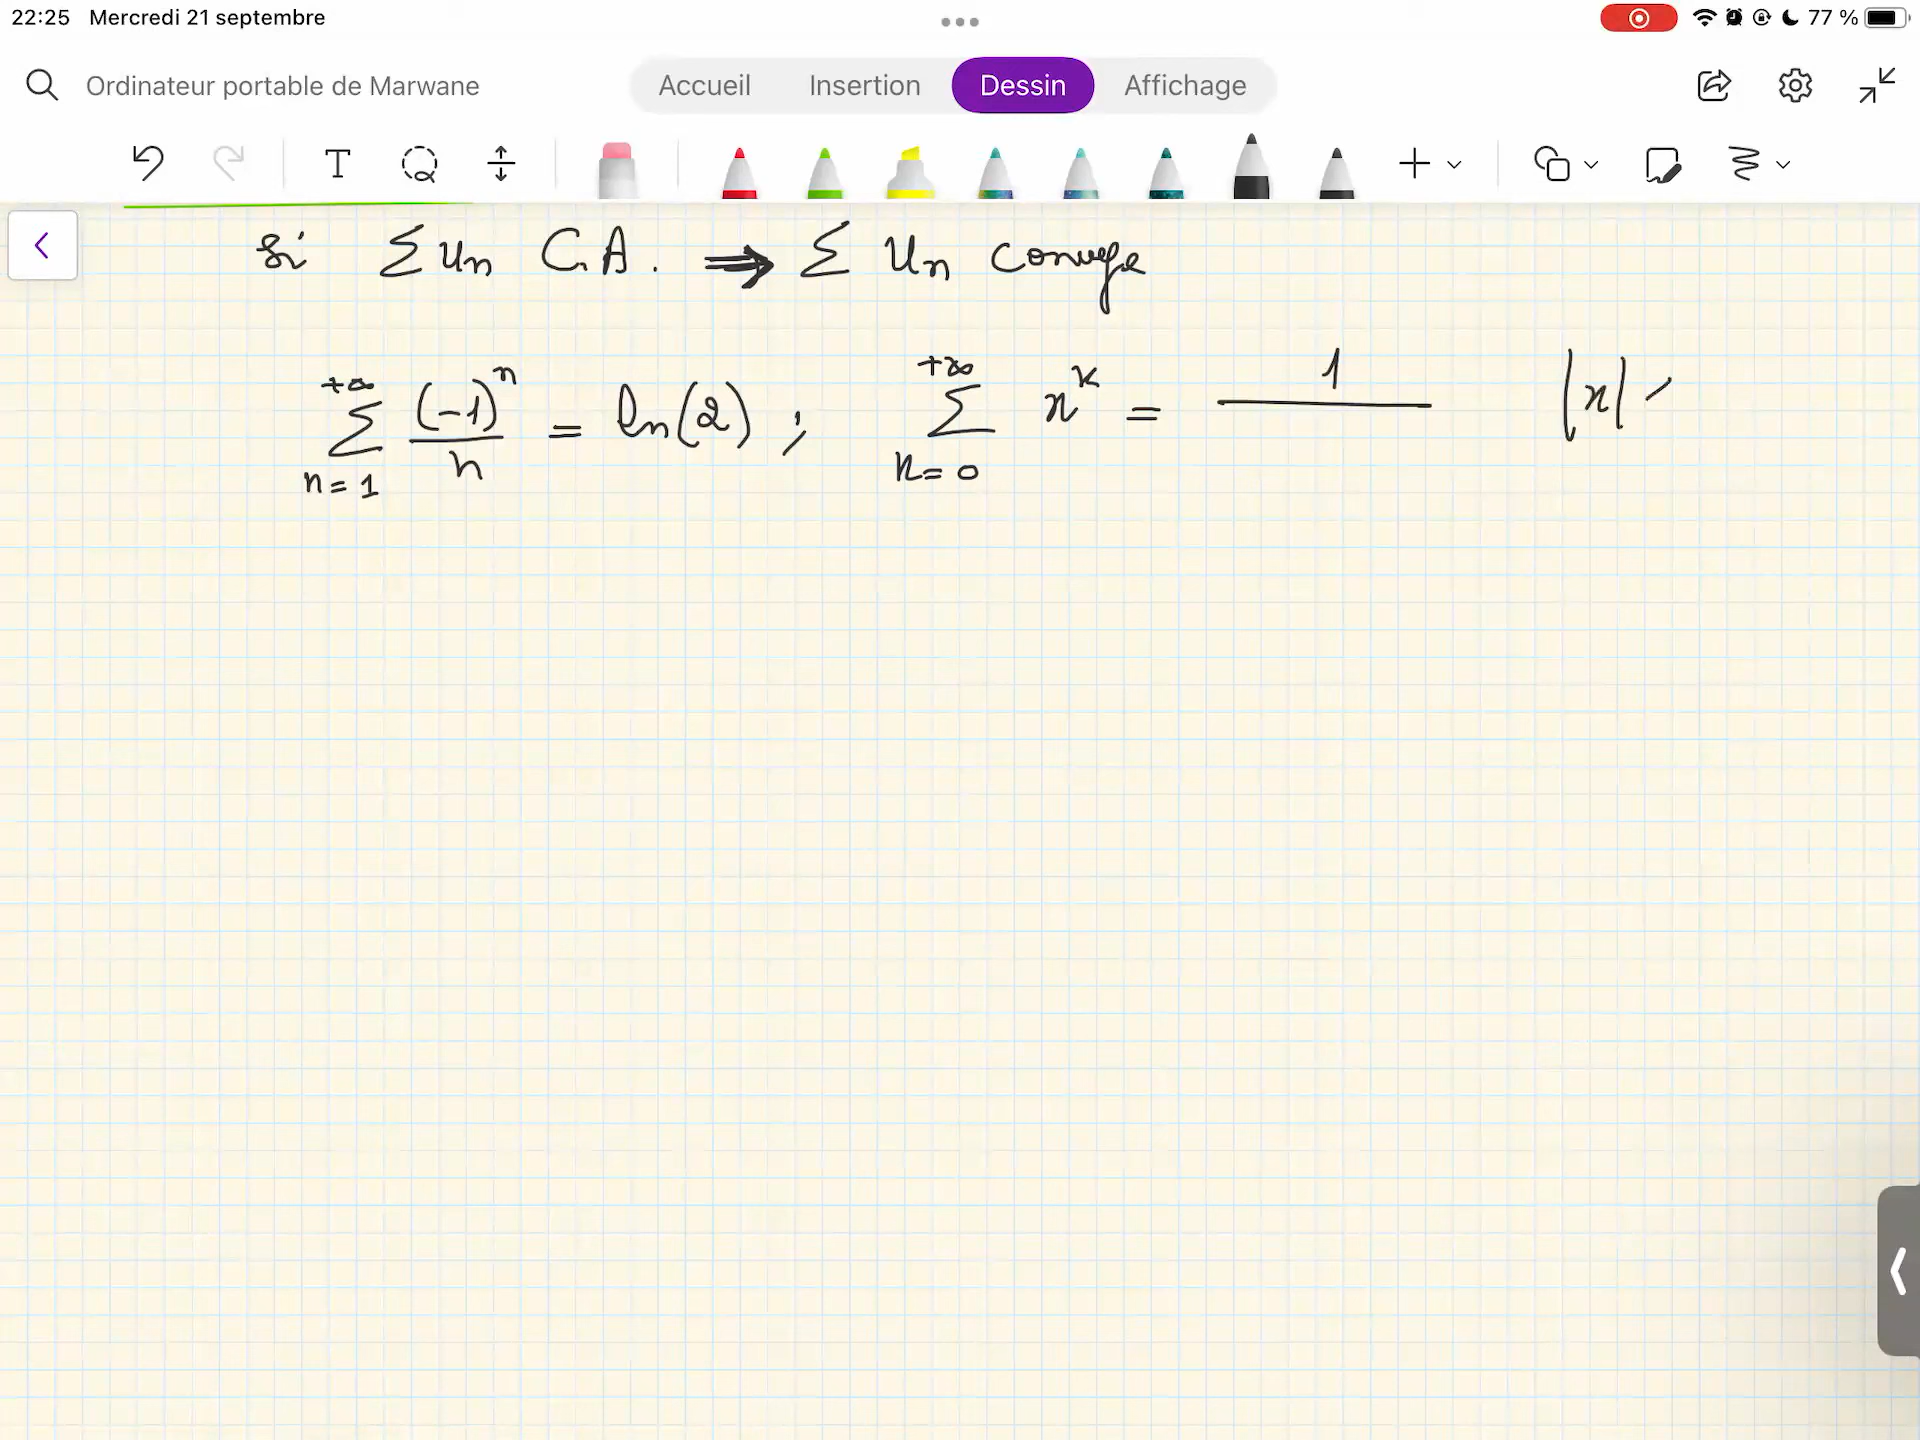 22:25 Mercredi 21 septembre 77 %
Ordinateur portable de Marwane Accueil Insertion Dessin Affichage
T
Si Σ Un C.A. ⇒ Σ Un converge
+∞ Σ n=1 (-1)^n / n = ln(2) ; +∞ Σ k=0 x^k = 1 / |x| <